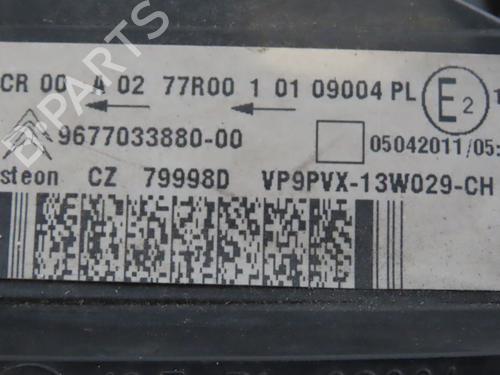 CR 00 A 02 77R00 1 01 09004 PL E2 1
9677033880-00 05042011/05:
steon CZ 79998D VP9PVX-13W029-CH
B-PARTS